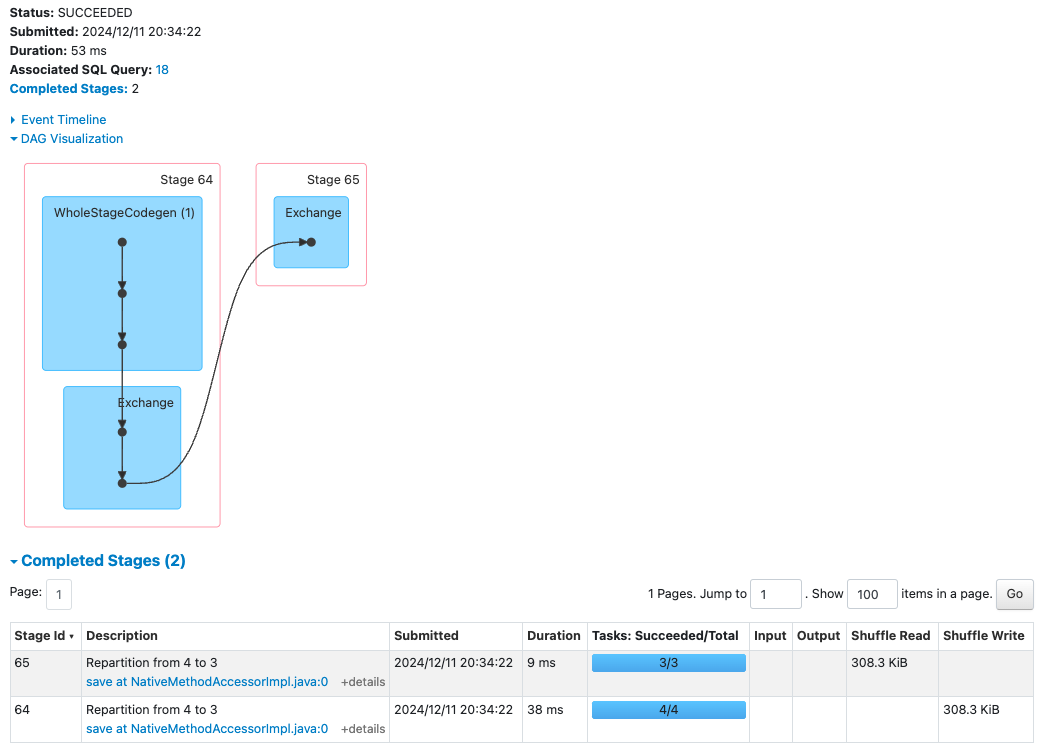 Status: SUCCEEDED
Submitted: 2024/12/11 20:34:22
Duration: 53 ms
Associated SQL Query: 18
Completed Stages: 2
Event Timeline
DAG Visualization
Stage 64
WholeStageCodegen (1)
Exchange
Stage 65
Exchange
Completed Stages (2)
Page: 1
1 Pages. Jump to 1 . Show 100 items in a page. Go
Stage Id Description Submitted Duration Tasks: Succeeded/Total Input Output Shuffle Read Shuffle Write
65 Repartition from 4 to 3 2024/12/11 20:34:22 9 ms 3/3 308.3 KiB
save at NativeMethodAccessorImpl.java:0 +details
64 Repartition from 4 to 3 2024/12/11 20:34:22 38 ms 4/4 308.3 KiB
save at NativeMethodAccessorImpl.java:0 +details